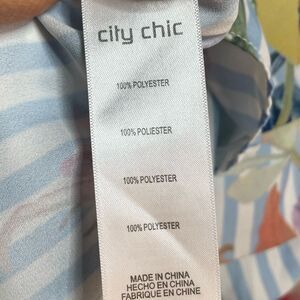 city chic
100% POLYESTER
100% POLIESTER
100% POLYESTER
100% POLYESTER
MADE IN CHINA
HECHO EN CHINA
FABRIQUE EN CHINE